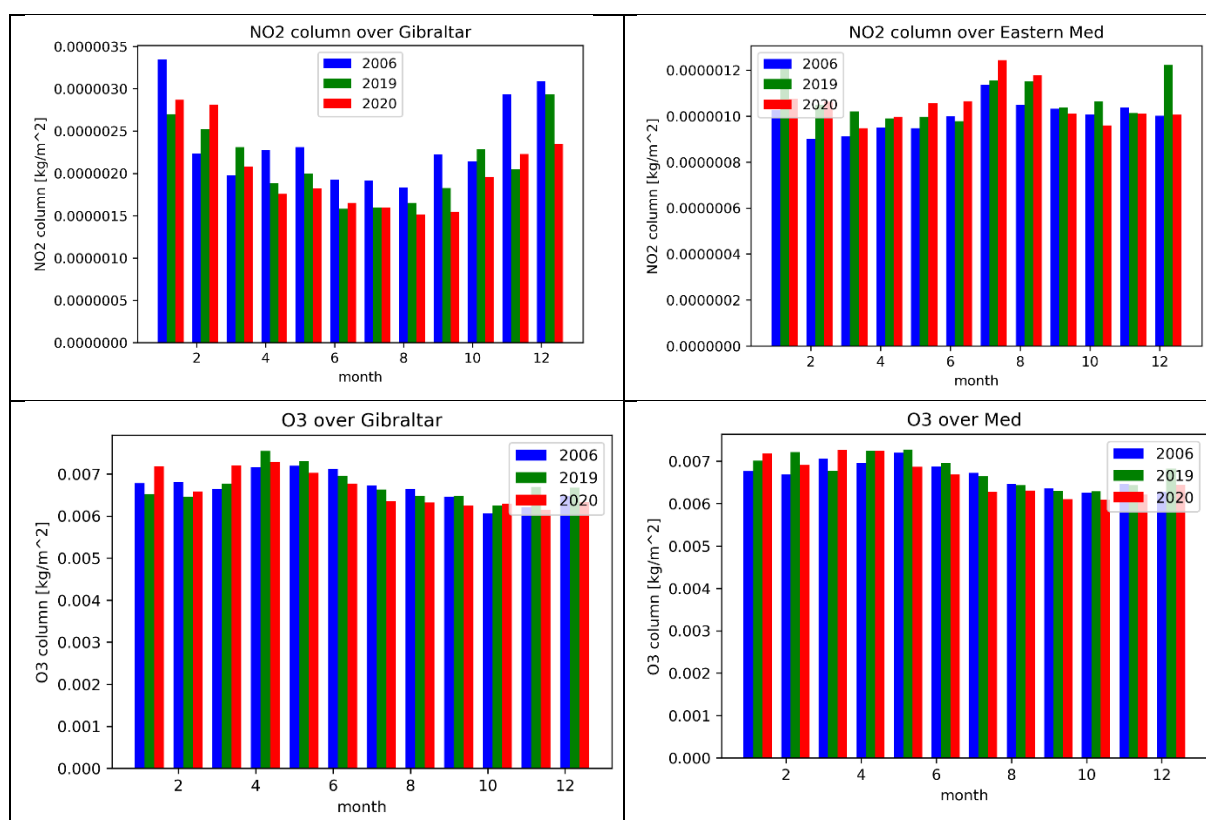 NO2 column over Gibraltar
0.0000035
0.0000030
0.0000025
0.0000020
0.0000015
0.0000010
0.0000005
0.0000000
NO2 column [kg/m^2]
2006
2019
2020
2 4 6 8 10 12
month
NO2 column over Eastern Med
0.0000012
0.0000010
0.0000008
0.0000006
0.0000004
0.0000002
0.0000000
NO2 column [kg/m^2]
2006
2019
2020
2 4 6 8 10 12
month
O3 over Gibraltar
0.007
0.006
0.005
0.004
0.003
0.002
0.001
0.000
O3 column [kg/m^2]
2006
2019
2020
2 4 6 8 10 12
month
O3 over Med
0.007
0.006
0.005
0.004
0.003
0.002
0.001
0.000
O3 column [kg/m^2]
2006
2019
2020
2 4 6 8 10 12
month